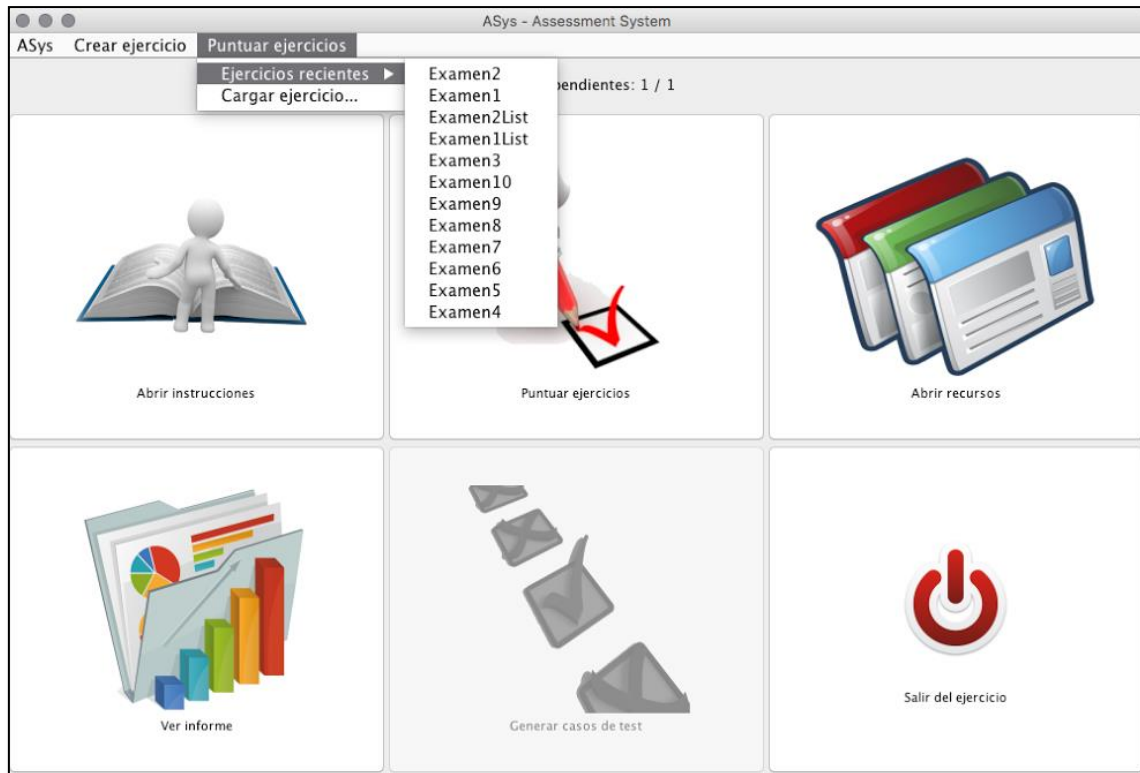 ASys - Assessment System
ASys Crear ejercicio Puntuar ejercicios
Ejercicios recientes
Cargar ejercicio...
Examen2
Examen1
Examen2List
Examen1List
Examen3
Examen10
Examen9
Examen8
Examen7
Examen6
Examen5
Examen4
pendientes: 1 / 1
Abrir instrucciones
Puntuar ejercicios
Abrir recursos
Ver informe
Generar casos de test
Salir del ejercicio